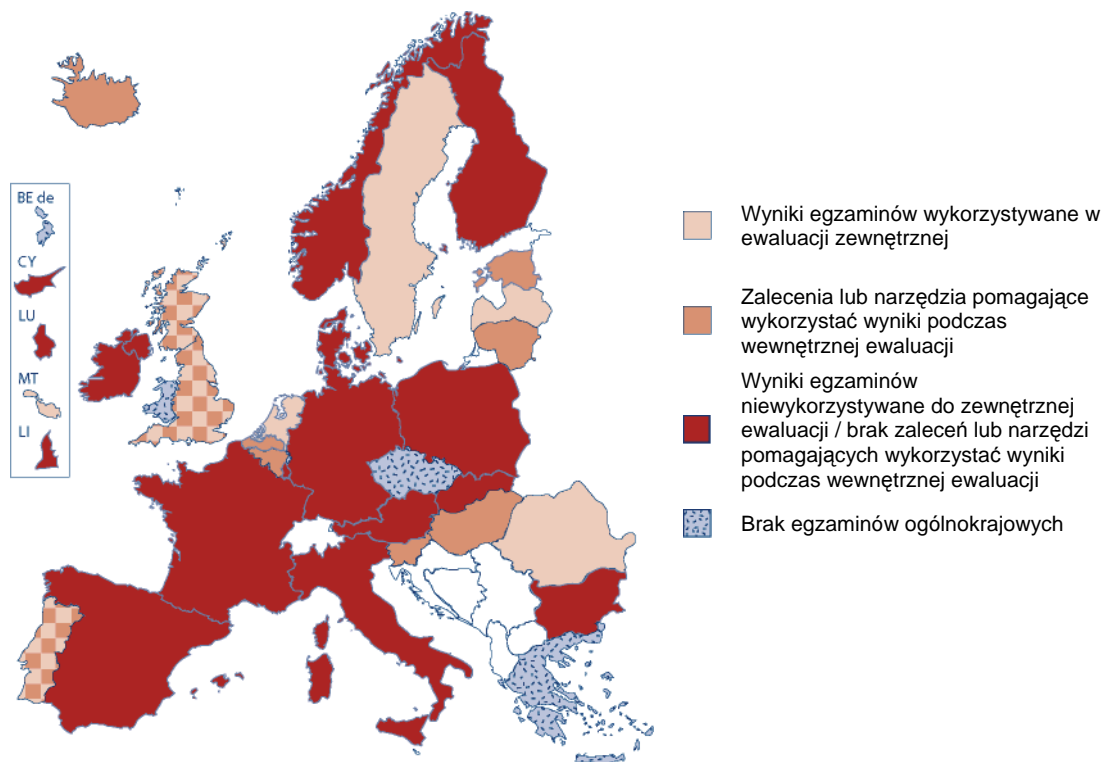 BE de
CY
LU
MT
LI
Wyniki egzaminów wykorzystywane w
ewaluacji zewnętrznej
Zalecenia lub narzędzia pomagające
wykorzystać wyniki podczas
wewnętrznej ewaluacji
Wyniki egzaminów
niewykorzystywane do zewnętrznej
ewaluacji / brak zaleceń lub narzędzi
pomagających wykorzystać wyniki
podczas wewnętrznej ewaluacji
Brak egzaminów ogólnokrajowych